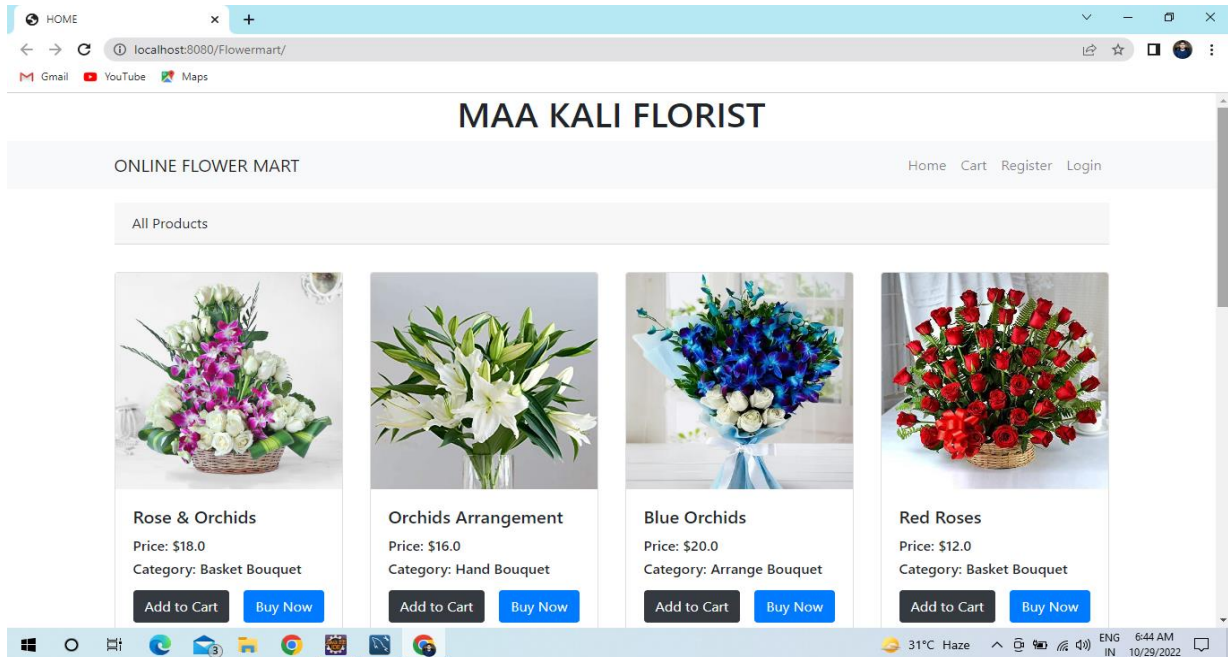 HOME
localhost:8080/Flowermart/
Gmail YouTube Maps
MAA KALI FLORIST
ONLINE FLOWER MART Home Cart Register Login
All Products
Rose & Orchids
Price: $18.0
Category: Basket Bouquet
Add to Cart Buy Now
Orchids Arrangement
Price: $16.0
Category: Hand Bouquet
Add to Cart Buy Now
Blue Orchids
Price: $20.0
Category: Arrange Bouquet
Add to Cart Buy Now
Red Roses
Price: $12.0
Category: Basket Bouquet
Add to Cart Buy Now
3
31°C Haze
ENG
IN
6:44 AM
10/29/2022